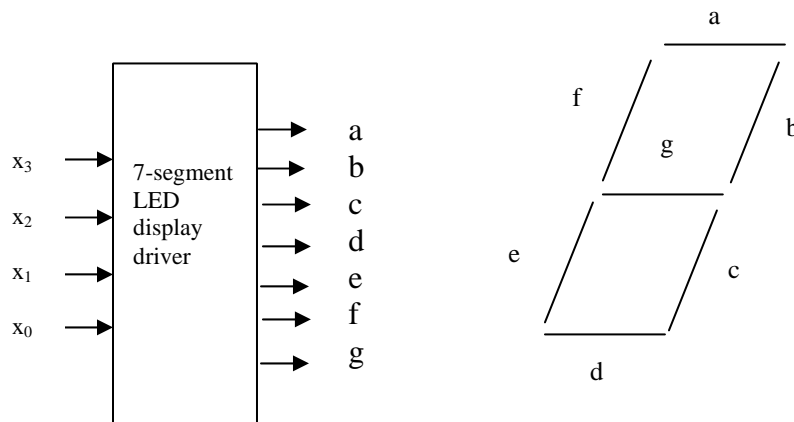 x₃
x₂
x₁
x₀
7-segment
LED
display
driver
a
b
c
d
e
f
g
a
f
b
g
e
c
d